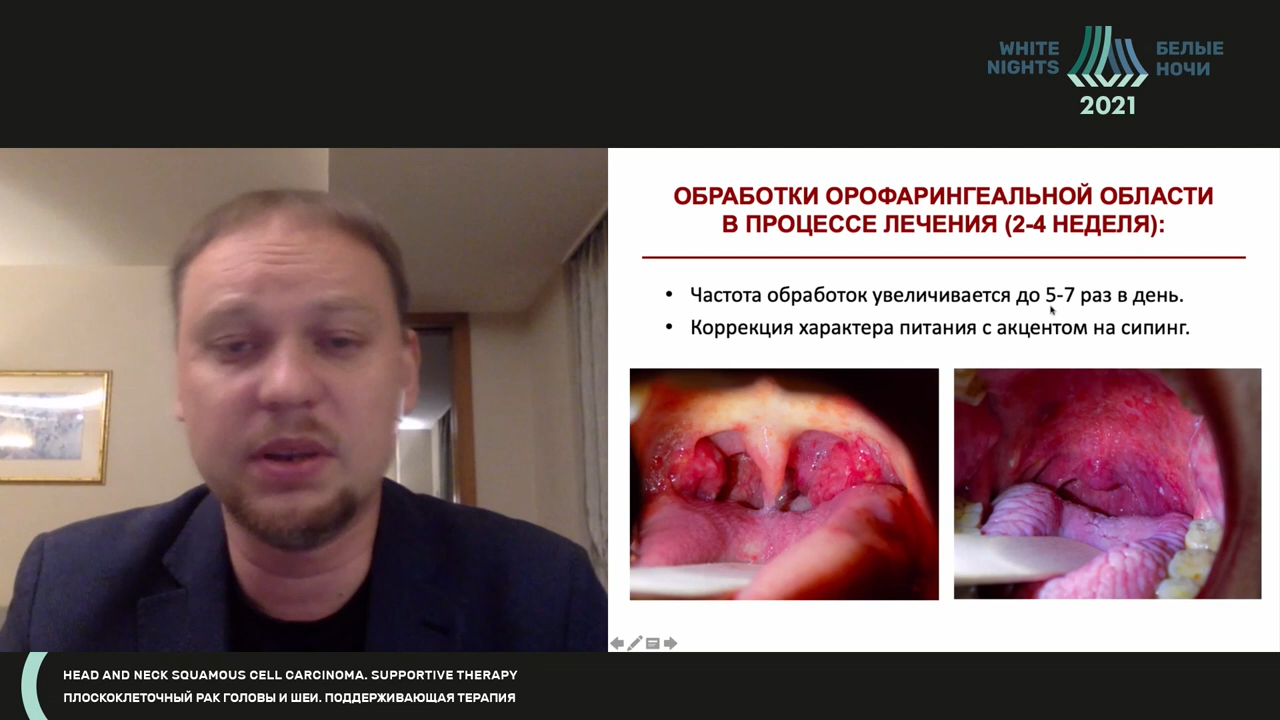 WHITE NIGHTS
БЕЛЫЕ НОЧИ
2021
ОБРАБОТКИ ОРОФАРИНГЕАЛЬНОЙ ОБЛАСТИ
В ПРОЦЕССЕ ЛЕЧЕНИЯ (2-4 НЕДЕЛЯ):
• Частота обработок увеличивается до 5-7 раз в день.
• Коррекция характера питания с акцентом на сипинг.
HEAD AND NECK SQUAMOUS CELL CARCINOMA. SUPPORTIVE THERAPY
ПЛОСКОКЛЕТОЧНЫЙ РАК ГОЛОВЫ И ШЕИ. ПОДДЕРЖИВАЮЩАЯ ТЕРАПИЯ